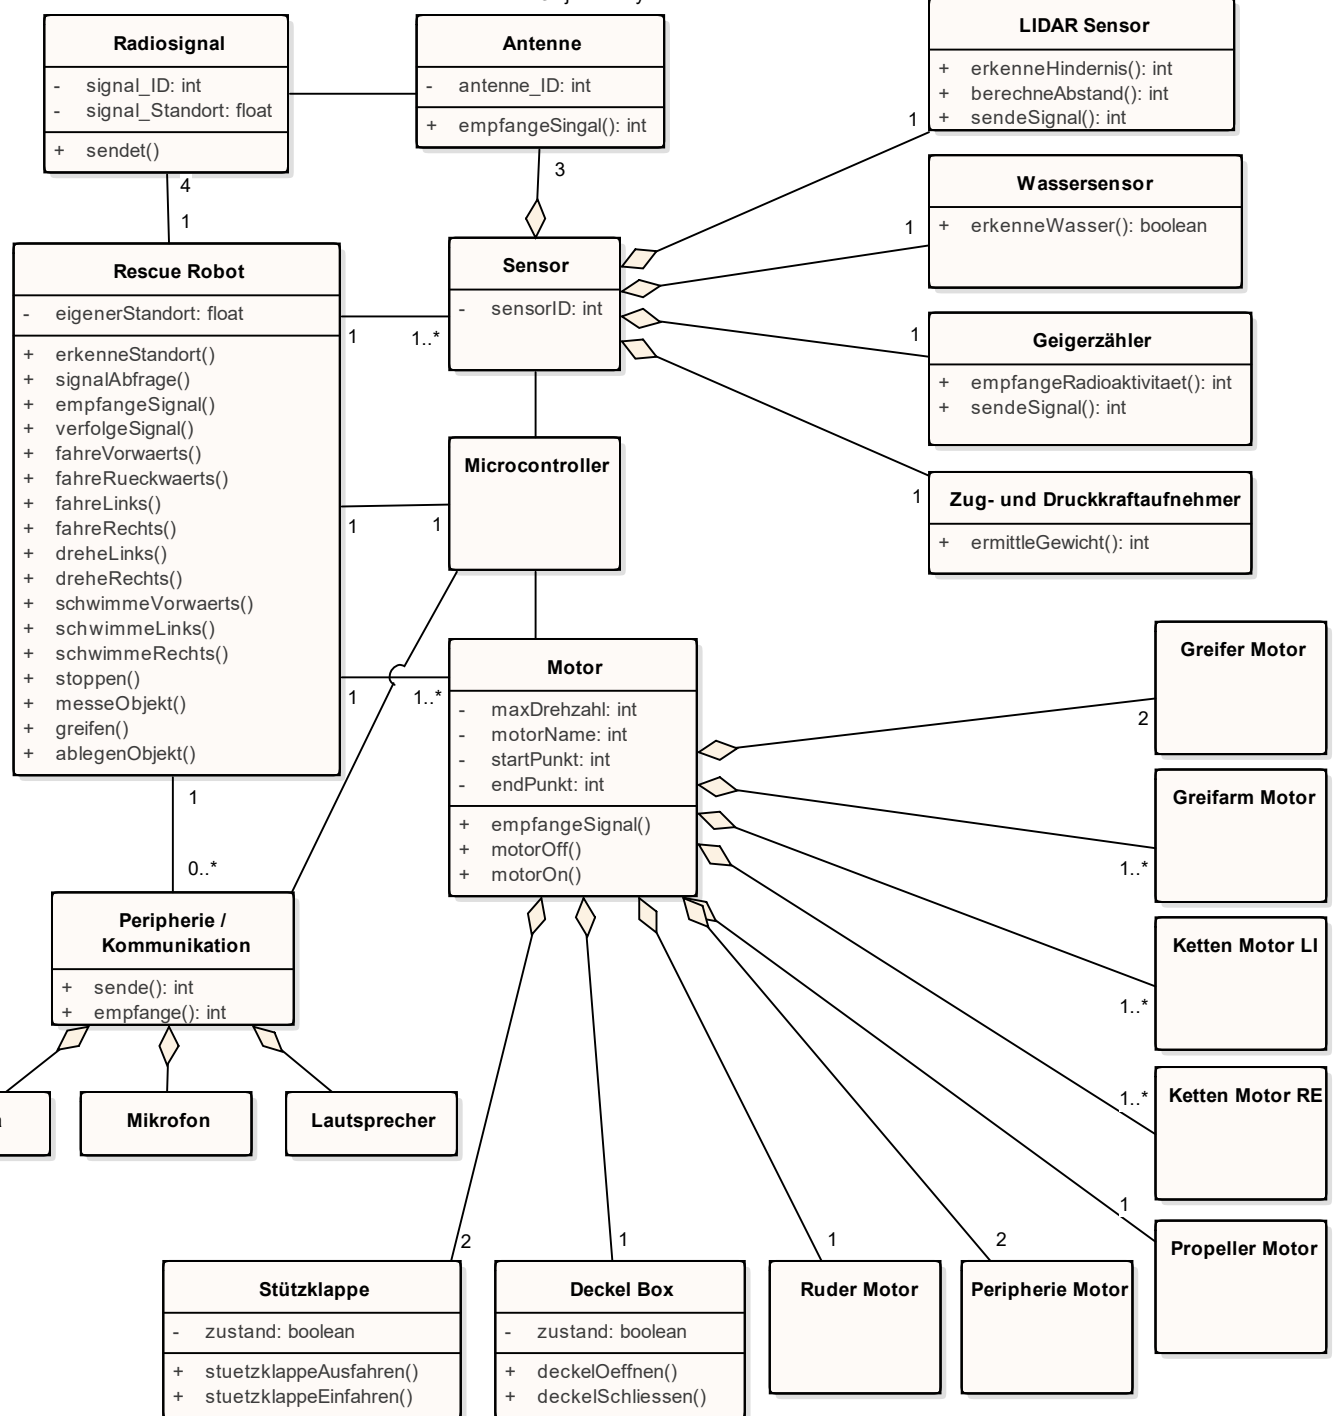 Radiosignal
- signal_ID: int
- signal_Standort: float
+ sendet()
Antenne
- antenne_ID: int
+ empfangeSingal(): int
LIDAR Sensor
+ erkenneHindernis(): int
+ berechneAbstand(): int
+ sendeSignal(): int
1
4
1
3
Wassersensor
+ erkenneWasser(): boolean
1
Rescue Robot
- eigenerStandort: float
+ erkenneStandort()
+ signalAbfrage()
+ empfangeSignal()
+ verfolgeSignal()
+ fahreVorwaerts()
+ fahreRueckwaerts()
+ fahreLinks()
+ fahreRechts()
+ dreheLinks()
+ dreheRechts()
+ schwimmeVorwaerts()
+ schwimmeLinks()
+ schwimmeRechts()
+ stoppen()
+ messeObjekt()
+ greifen()
+ ablegenObjekt()
Sensor
- sensorID: int
1
1..*
Geigerzähler
+ empfangeRadioaktivitaet(): int
+ sendeSignal(): int
1
Microcontroller
1
1
Zug- und Druckkraftaufnehmer
+ ermittleGewicht(): int
1
Motor
- maxDrehzahl: int
- motorName: int
- startPunkt: int
- endPunkt: int
+ empfangeSignal()
+ motorOff()
+ motorOn()
1
1..*
Greifer Motor
2
Greifarm Motor
1..*
Ketten Motor LI
1..*
Ketten Motor RE
1..*
Propeller Motor
1
1
0..*
Peripherie /
Kommunikation
+ sende(): int
+ empfange(): int
Mikrofon
Lautsprecher
2
1
1
2
Stützklappe
- zustand: boolean
+ stuetzklappeAusfahren()
+ stuetzklappeEinfahren()
Deckel Box
- zustand: boolean
+ deckelOeffnen()
+ deckelSchliessen()
Ruder Motor
Peripherie Motor